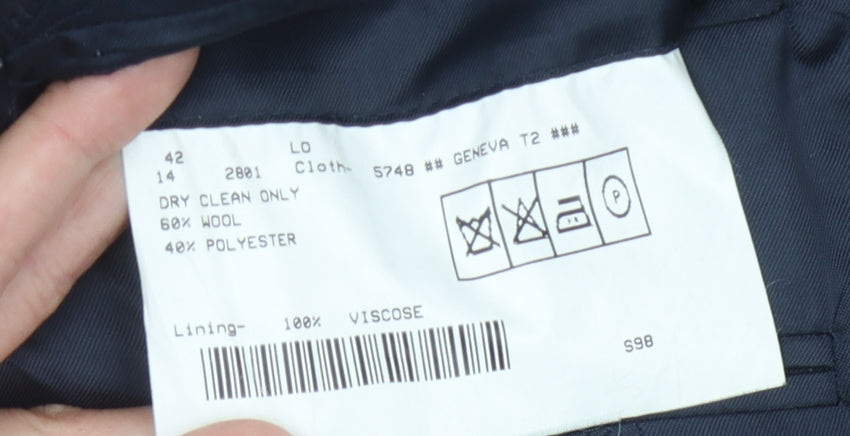 42 LO
14 2801 Cloth- 5748 ## GENEVA T2 ###
DRY CLEAN ONLY
60% WOOL
40% POLYESTER
P
Lining- 100% VISCOSE
S98